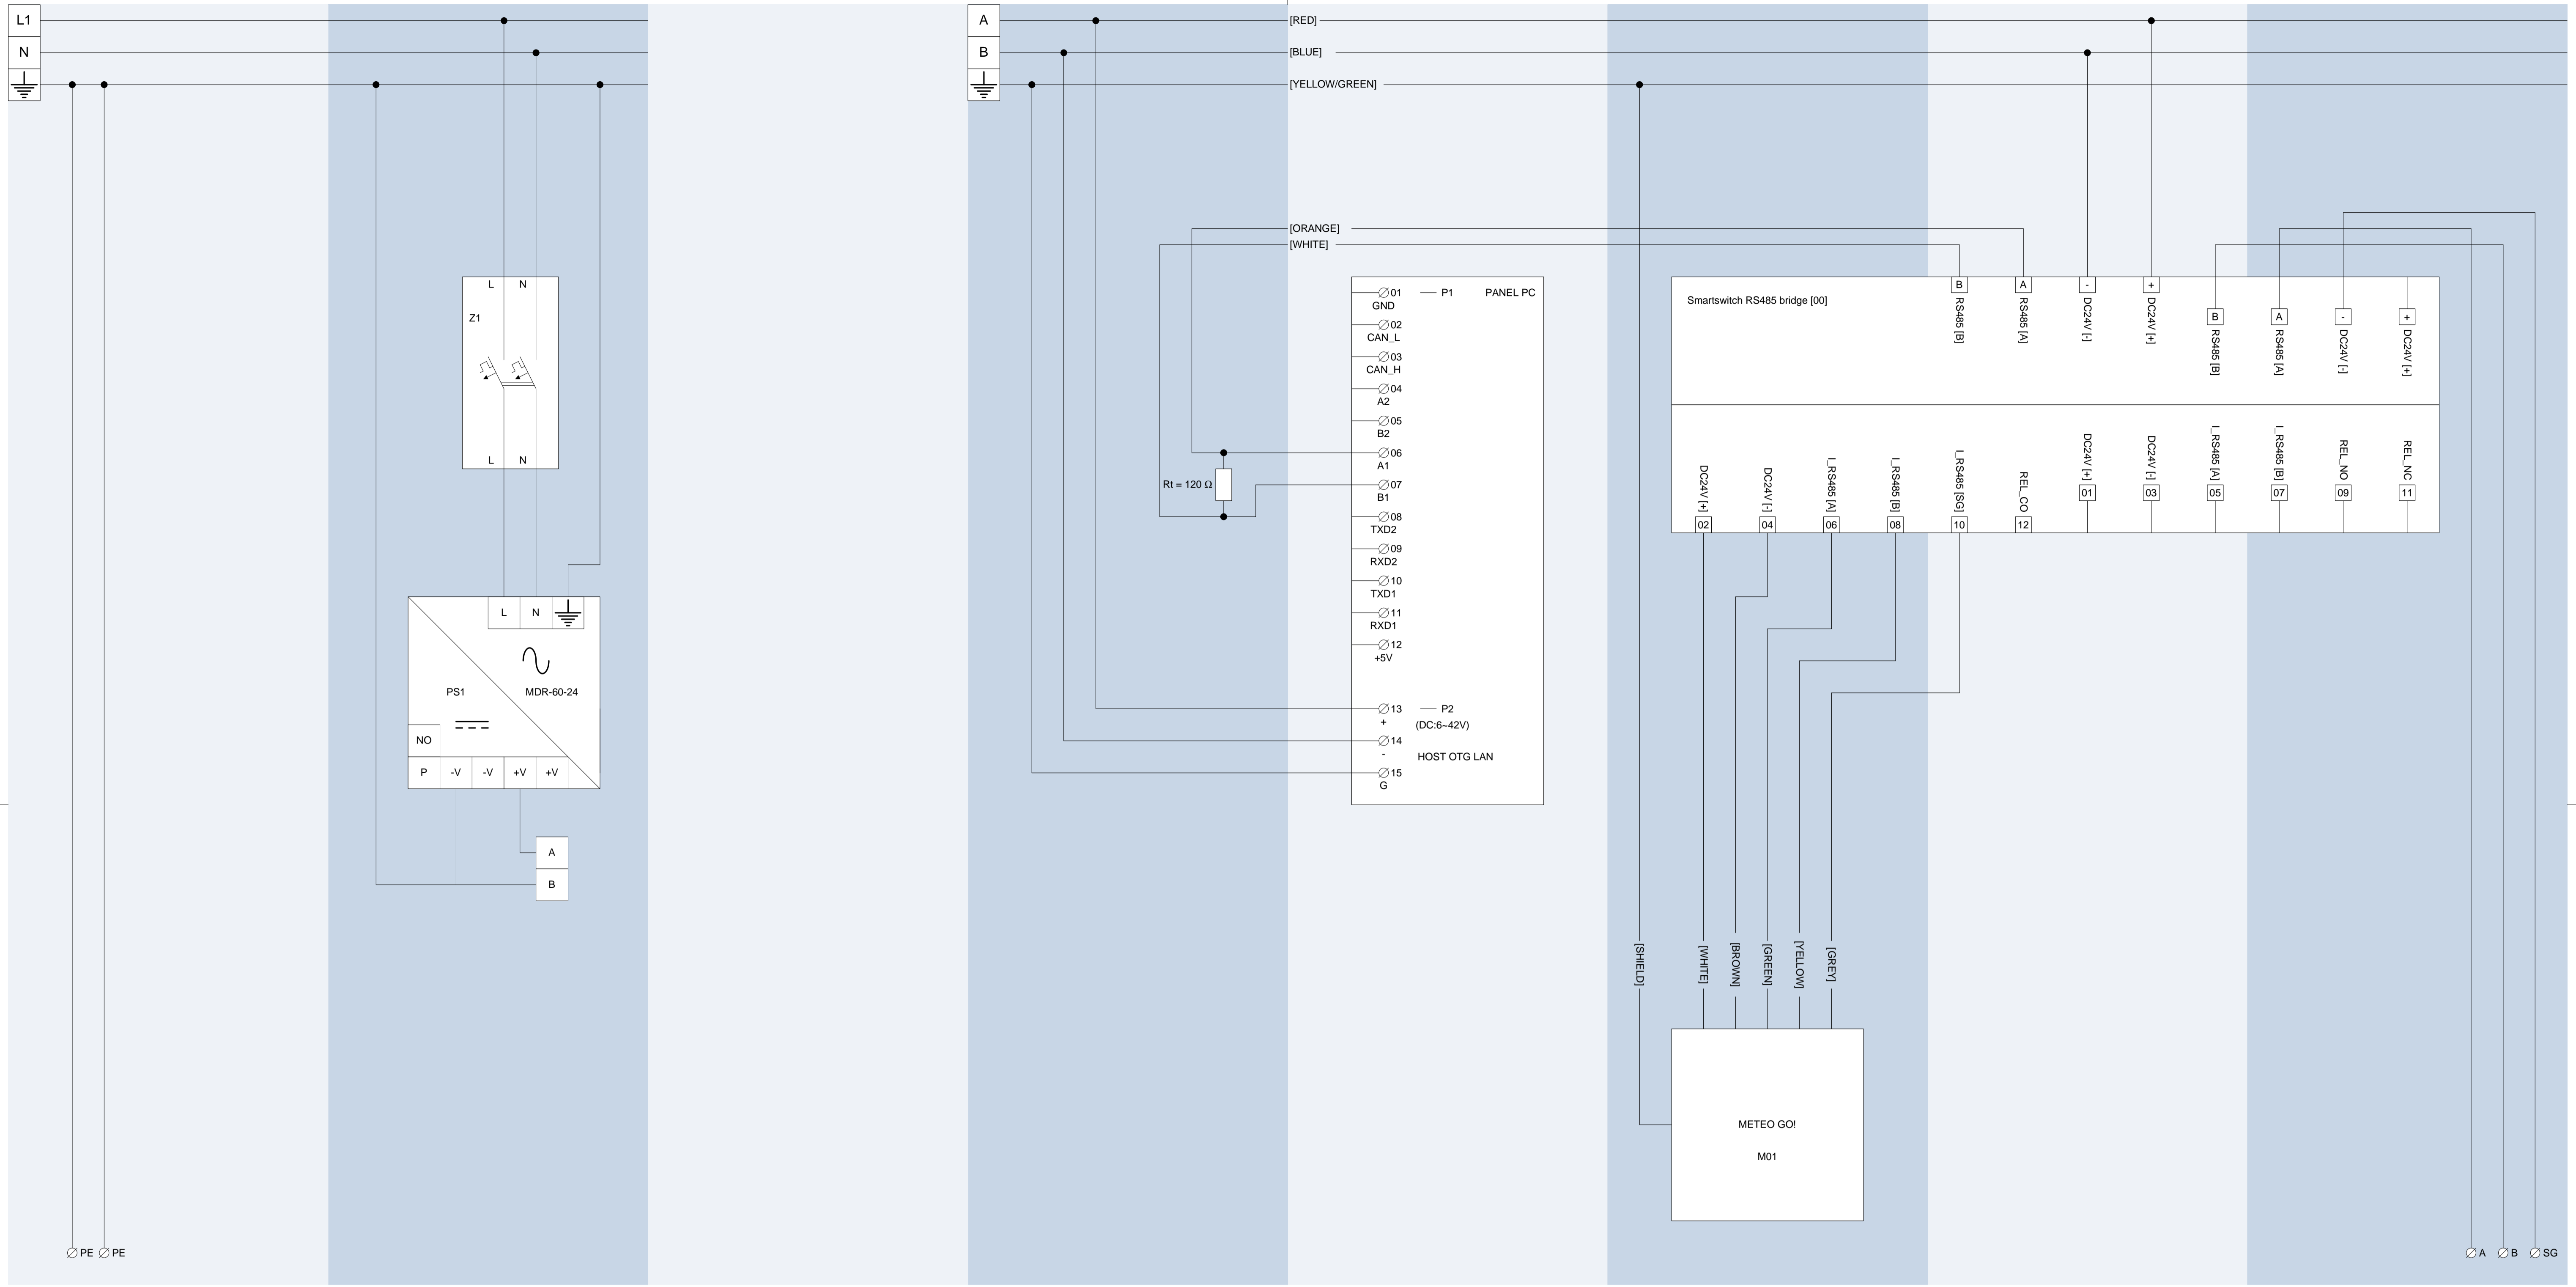 L1
N
A
B
[RED]
[BLUE]
[YELLOW/GREEN]
[ORANGE]
[WHITE]
L N
Z1
L N
L N
PS1 MDR-60-24
NO
P -V -V +V +V
A
B
PE PE
Rt = 120 Ω
01 P1 PANEL PC
GND
02
CAN_L
03
CAN_H
04
A2
05
B2
06
A1
07
B1
08
TXD2
09
RXD2
10
TXD1
11
RXD1
12
+5V
13 P2
+ (DC:6~42V)
14
- HOST OTG LAN
15
G
Smartswitch RS485 bridge [00]
B A - +
RS485 [B] RS485 [A] DC24V [-] DC24V [+]
B A - +
RS485 [B] RS485 [A] DC24V [-] DC24V [+]
DC24V [+] DC24V [-] I_RS485 [A] I_RS485 [B] I_RS485 [SG] REL_CO
02 04 06 08 10 12
DC24V [+] DC24V [-] I_RS485 [A] I_RS485 [B] REL_NO REL_NC
01 03 05 07 09 11
[SHIELD] [WHITE] [BROWN] [GREEN] [YELLOW] [GREY]
METEO GO!
M01
A B SG